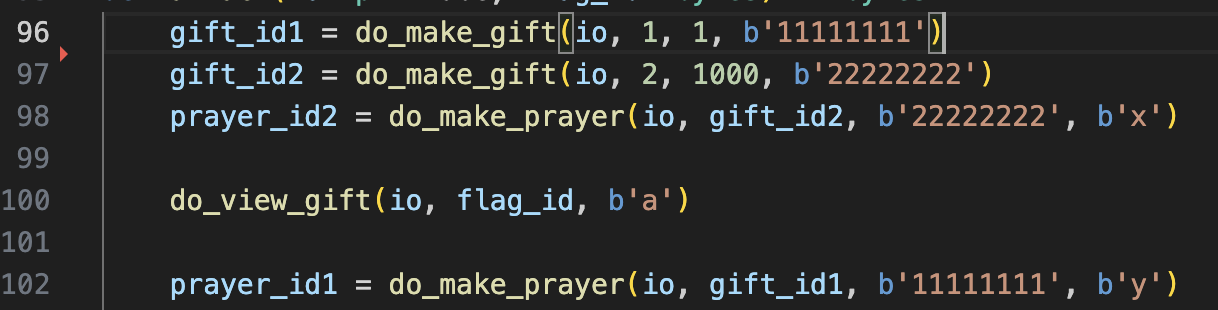 96 gift_id1 = do_make_gift(io, 1, 1, b'11111111')
97 gift_id2 = do_make_gift(io, 2, 1000, b'22222222')
98 prayer_id2 = do_make_prayer(io, gift_id2, b'22222222', b'x')
99
100 do_view_gift(io, flag_id, b'a')
101
102 prayer_id1 = do_make_prayer(io, gift_id1, b'11111111', b'y')